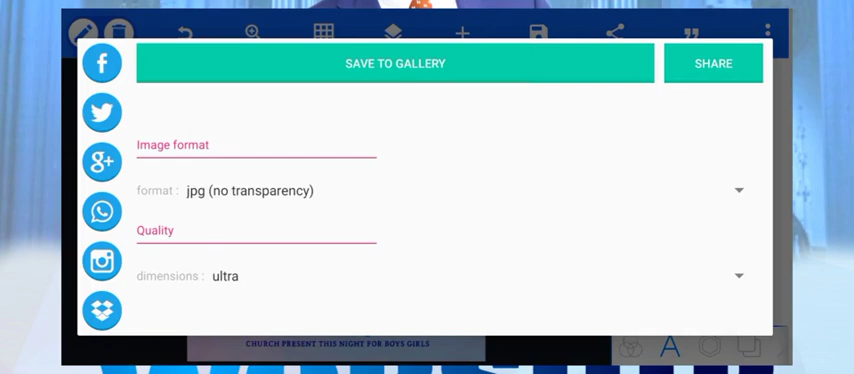 SAVE TO GALLERY
SHARE
Image format
format : jpg (no transparency)
Quality
dimensions : ultra
CHURCH PRESENT THIS NIGHT FOR BOYS GIRLS
A